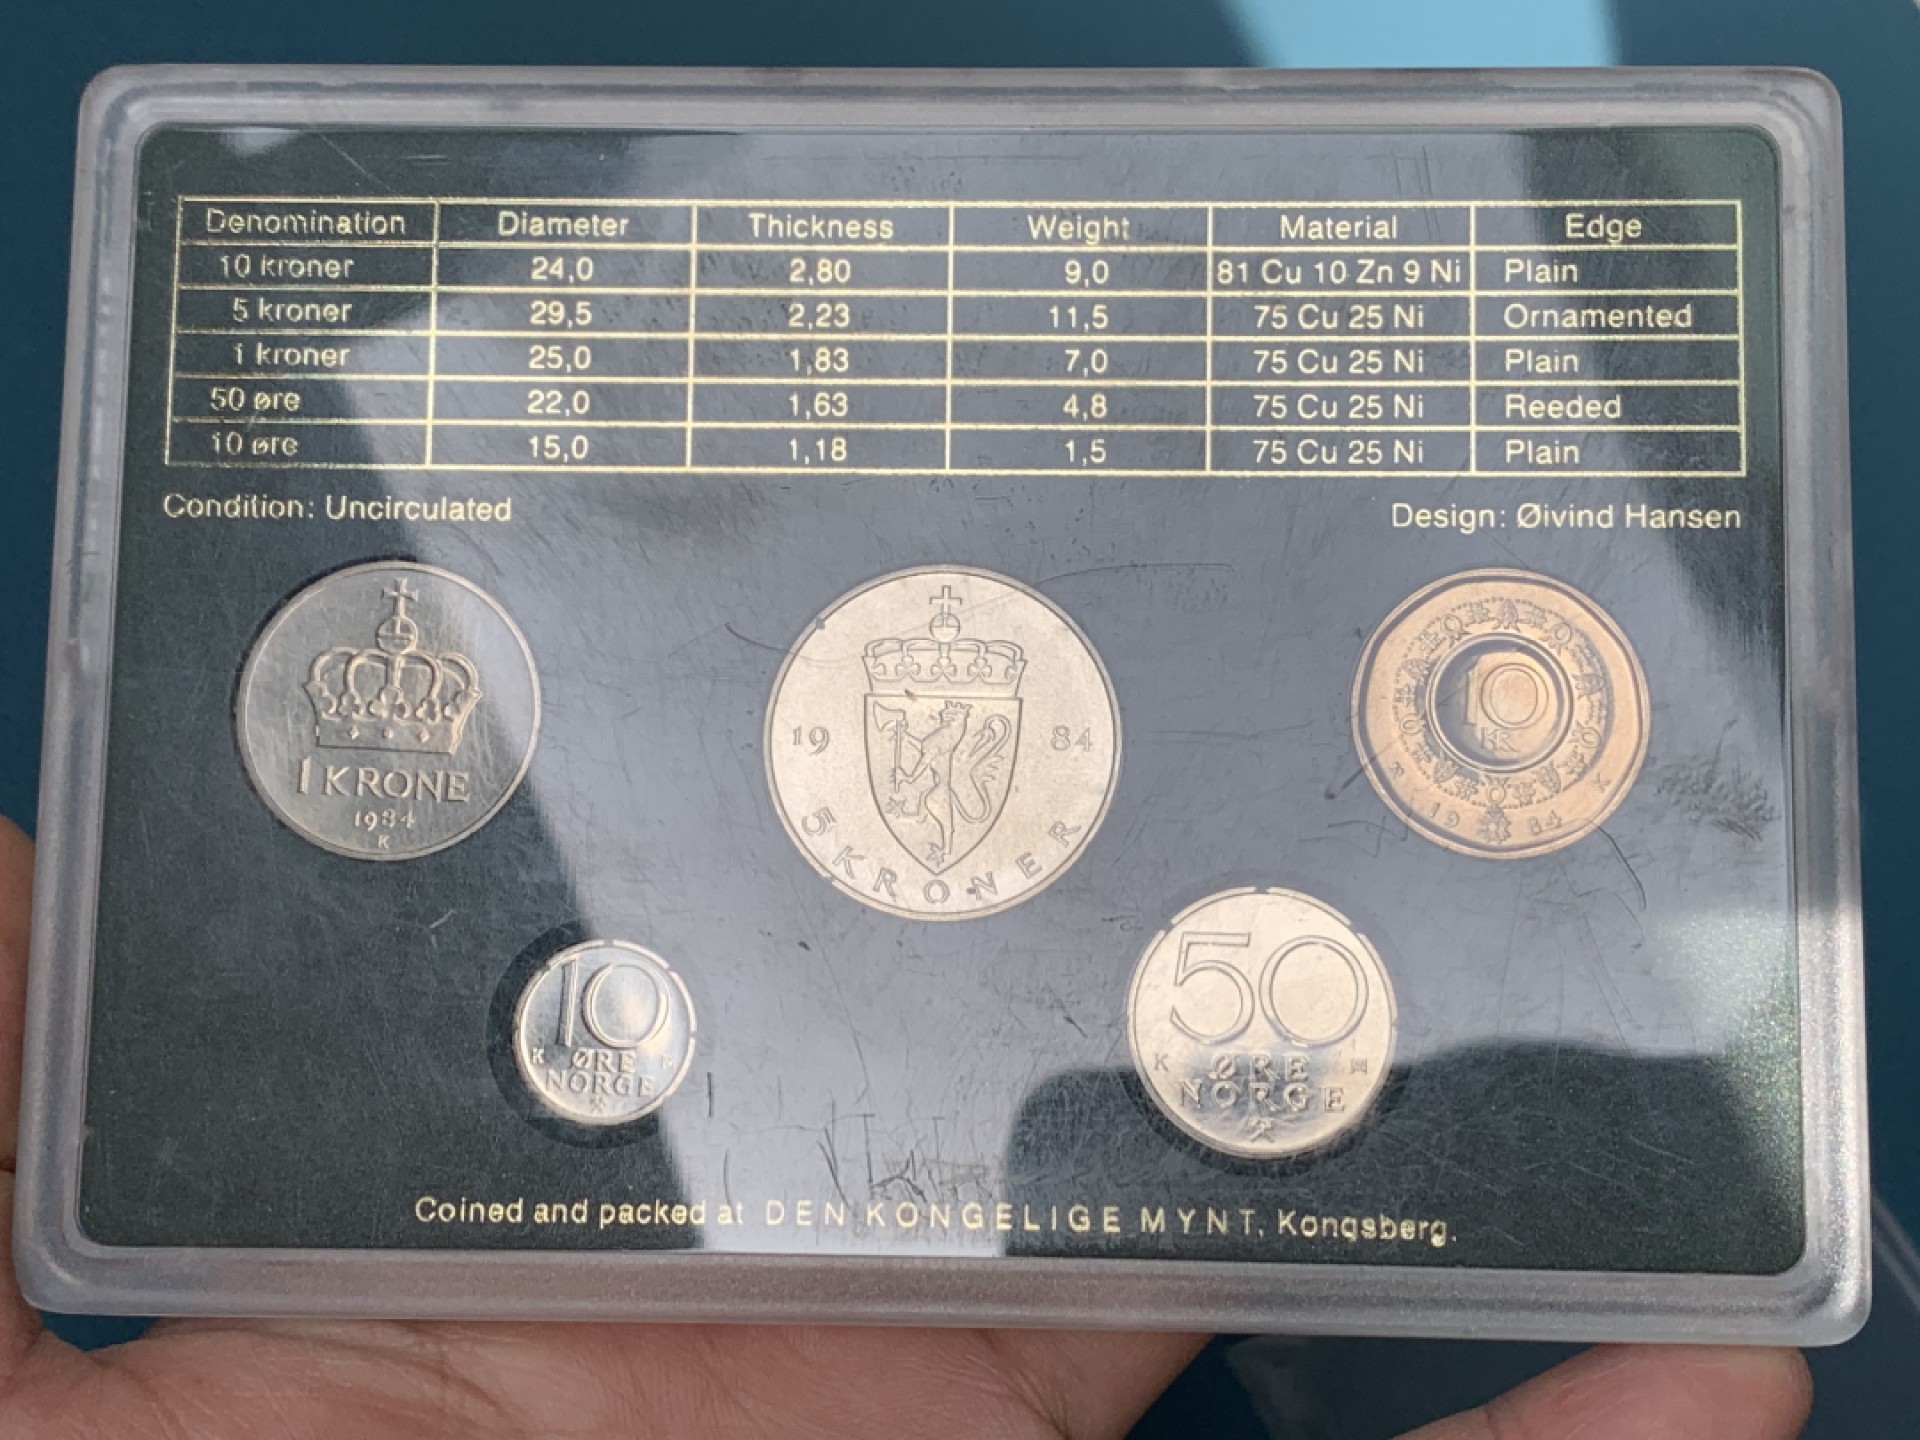 Denomination Diameter Thickness Weight Material Edge
10 kroner 24,0 2,80 9,0 81 Cu 10 Zn 9 Ni Plain
5 kroner 29,5 2,23 11,5 75 Cu 25 Ni Ornamented
1 kroner 25,0 1,83 7,0 75 Cu 25 Ni Plain
50 øre 22,0 1,63 4,8 75 Cu 25 Ni Reeded
10 øre 15,0 1,18 1,5 75 Cu 25 Ni Plain
Condition: Uncirculated
Design: Øivind Hansen
1 KRONE
1984
K
19 84
5 KRONER
10
KR
K
19 84
10
K ØRE
NORGE
50
K ØRE
NORGE
Coined and packed at DEN KONGELIGE MYNT, Kongsberg.